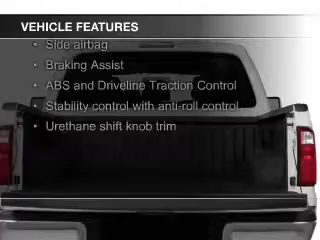 VEHICLE FEATURES
• Side airbag
• Braking Assist
• ABS and Driveline Traction Control
• Stability control with anti-roll control
• Urethane shift knob trim